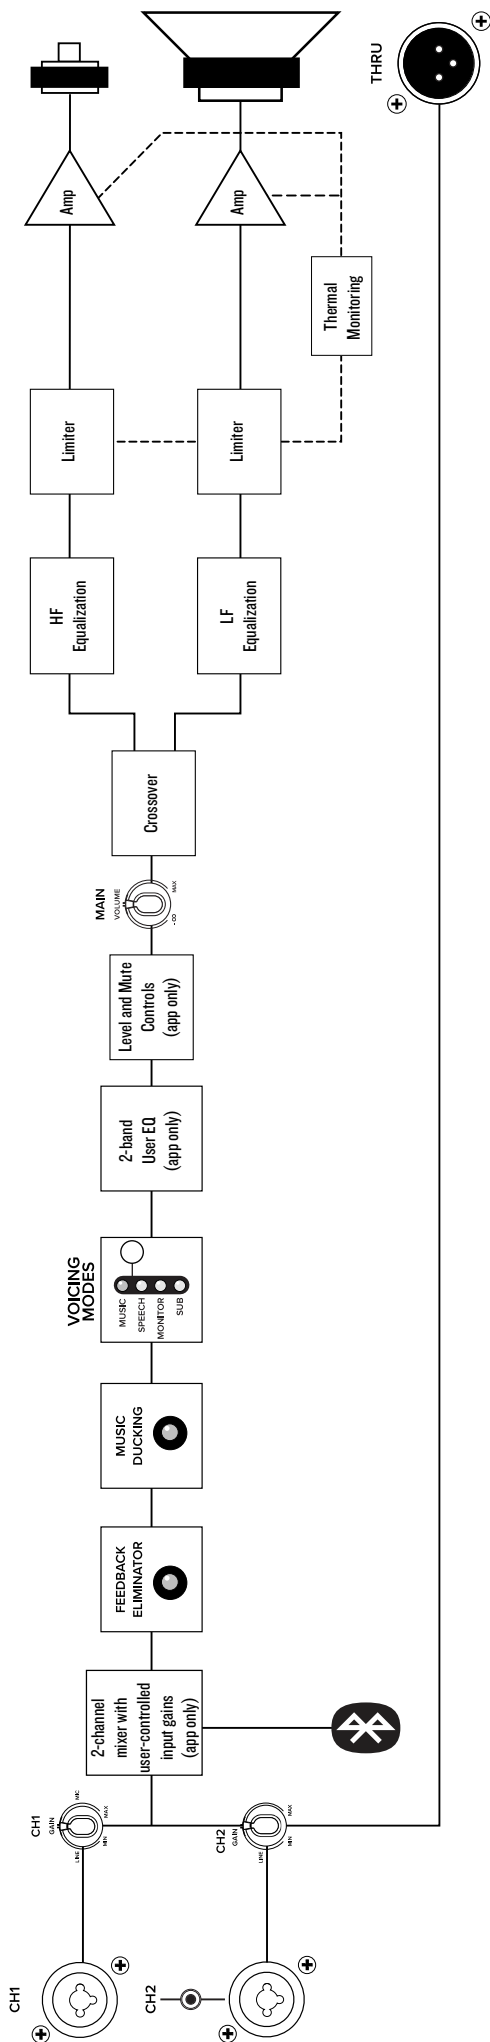 CH1
CH2
CH1
GAIN
LINE
MIC
MIN
MAX
CH2
GAIN
LINE
MIN
MAX
2-channel
mixer with
user-controlled
input gains
(app only)
FEEDBACK
ELIMINATOR
MUSIC
DUCKING
VOICING
MODES
MUSIC
SPEECH
MONITOR
SUB
2-band
User EQ
(app only)
Level and Mute
Controls
(app only)
MAIN
VOLUME
-∞
MAX
Crossover
HF
Equalization
LF
Equalization
Limiter
Limiter
Thermal
Monitoring
Amp
Amp
THRU